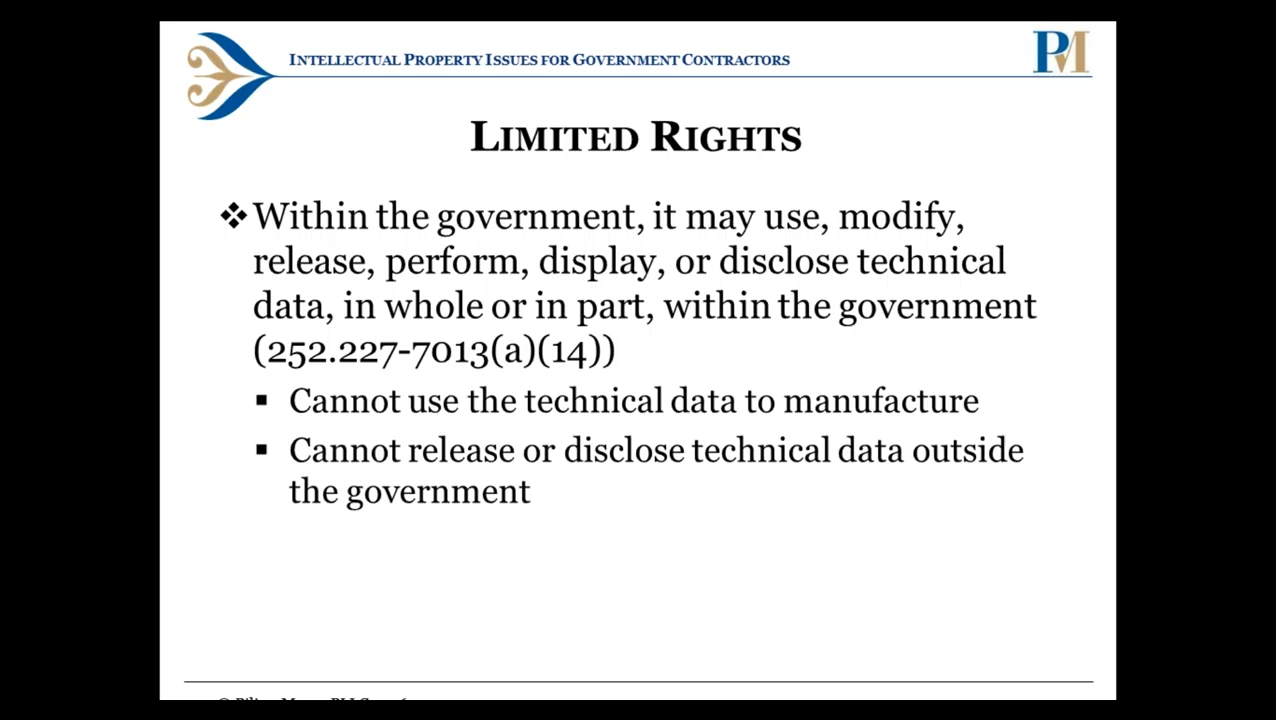 INTELLECTUAL PROPERTY ISSUES FOR GOVERNMENT CONTRACTORS
PM
LIMITED RIGHTS
❖ Within the government, it may use, modify,
release, perform, display, or disclose technical
data, in whole or in part, within the government
(252.227-7013(a)(14))
▪ Cannot use the technical data to manufacture
▪ Cannot release or disclose technical data outside
the government